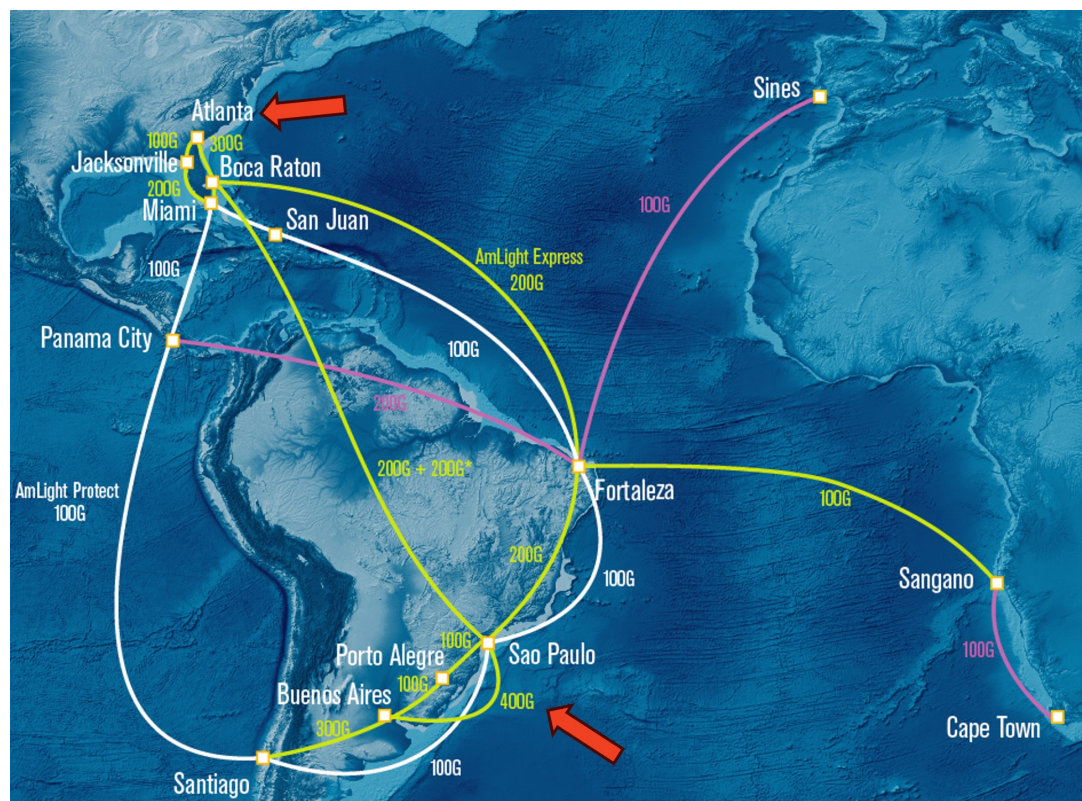 Sines
Atlanta
100G
300G
Jacksonville
Boca Raton
200G
Miami
San Juan
100G
100G
AmLight Express
200G
Panama City
100G
200G
200G + 200G*
AmLight Protect
100G
Fortaleza
100G
200G
100G
Sangano
100G
Sao Paulo
Porto Alegre
100G
100G
Buenos Aires
400G
300G
Cape Town
100G
Santiago